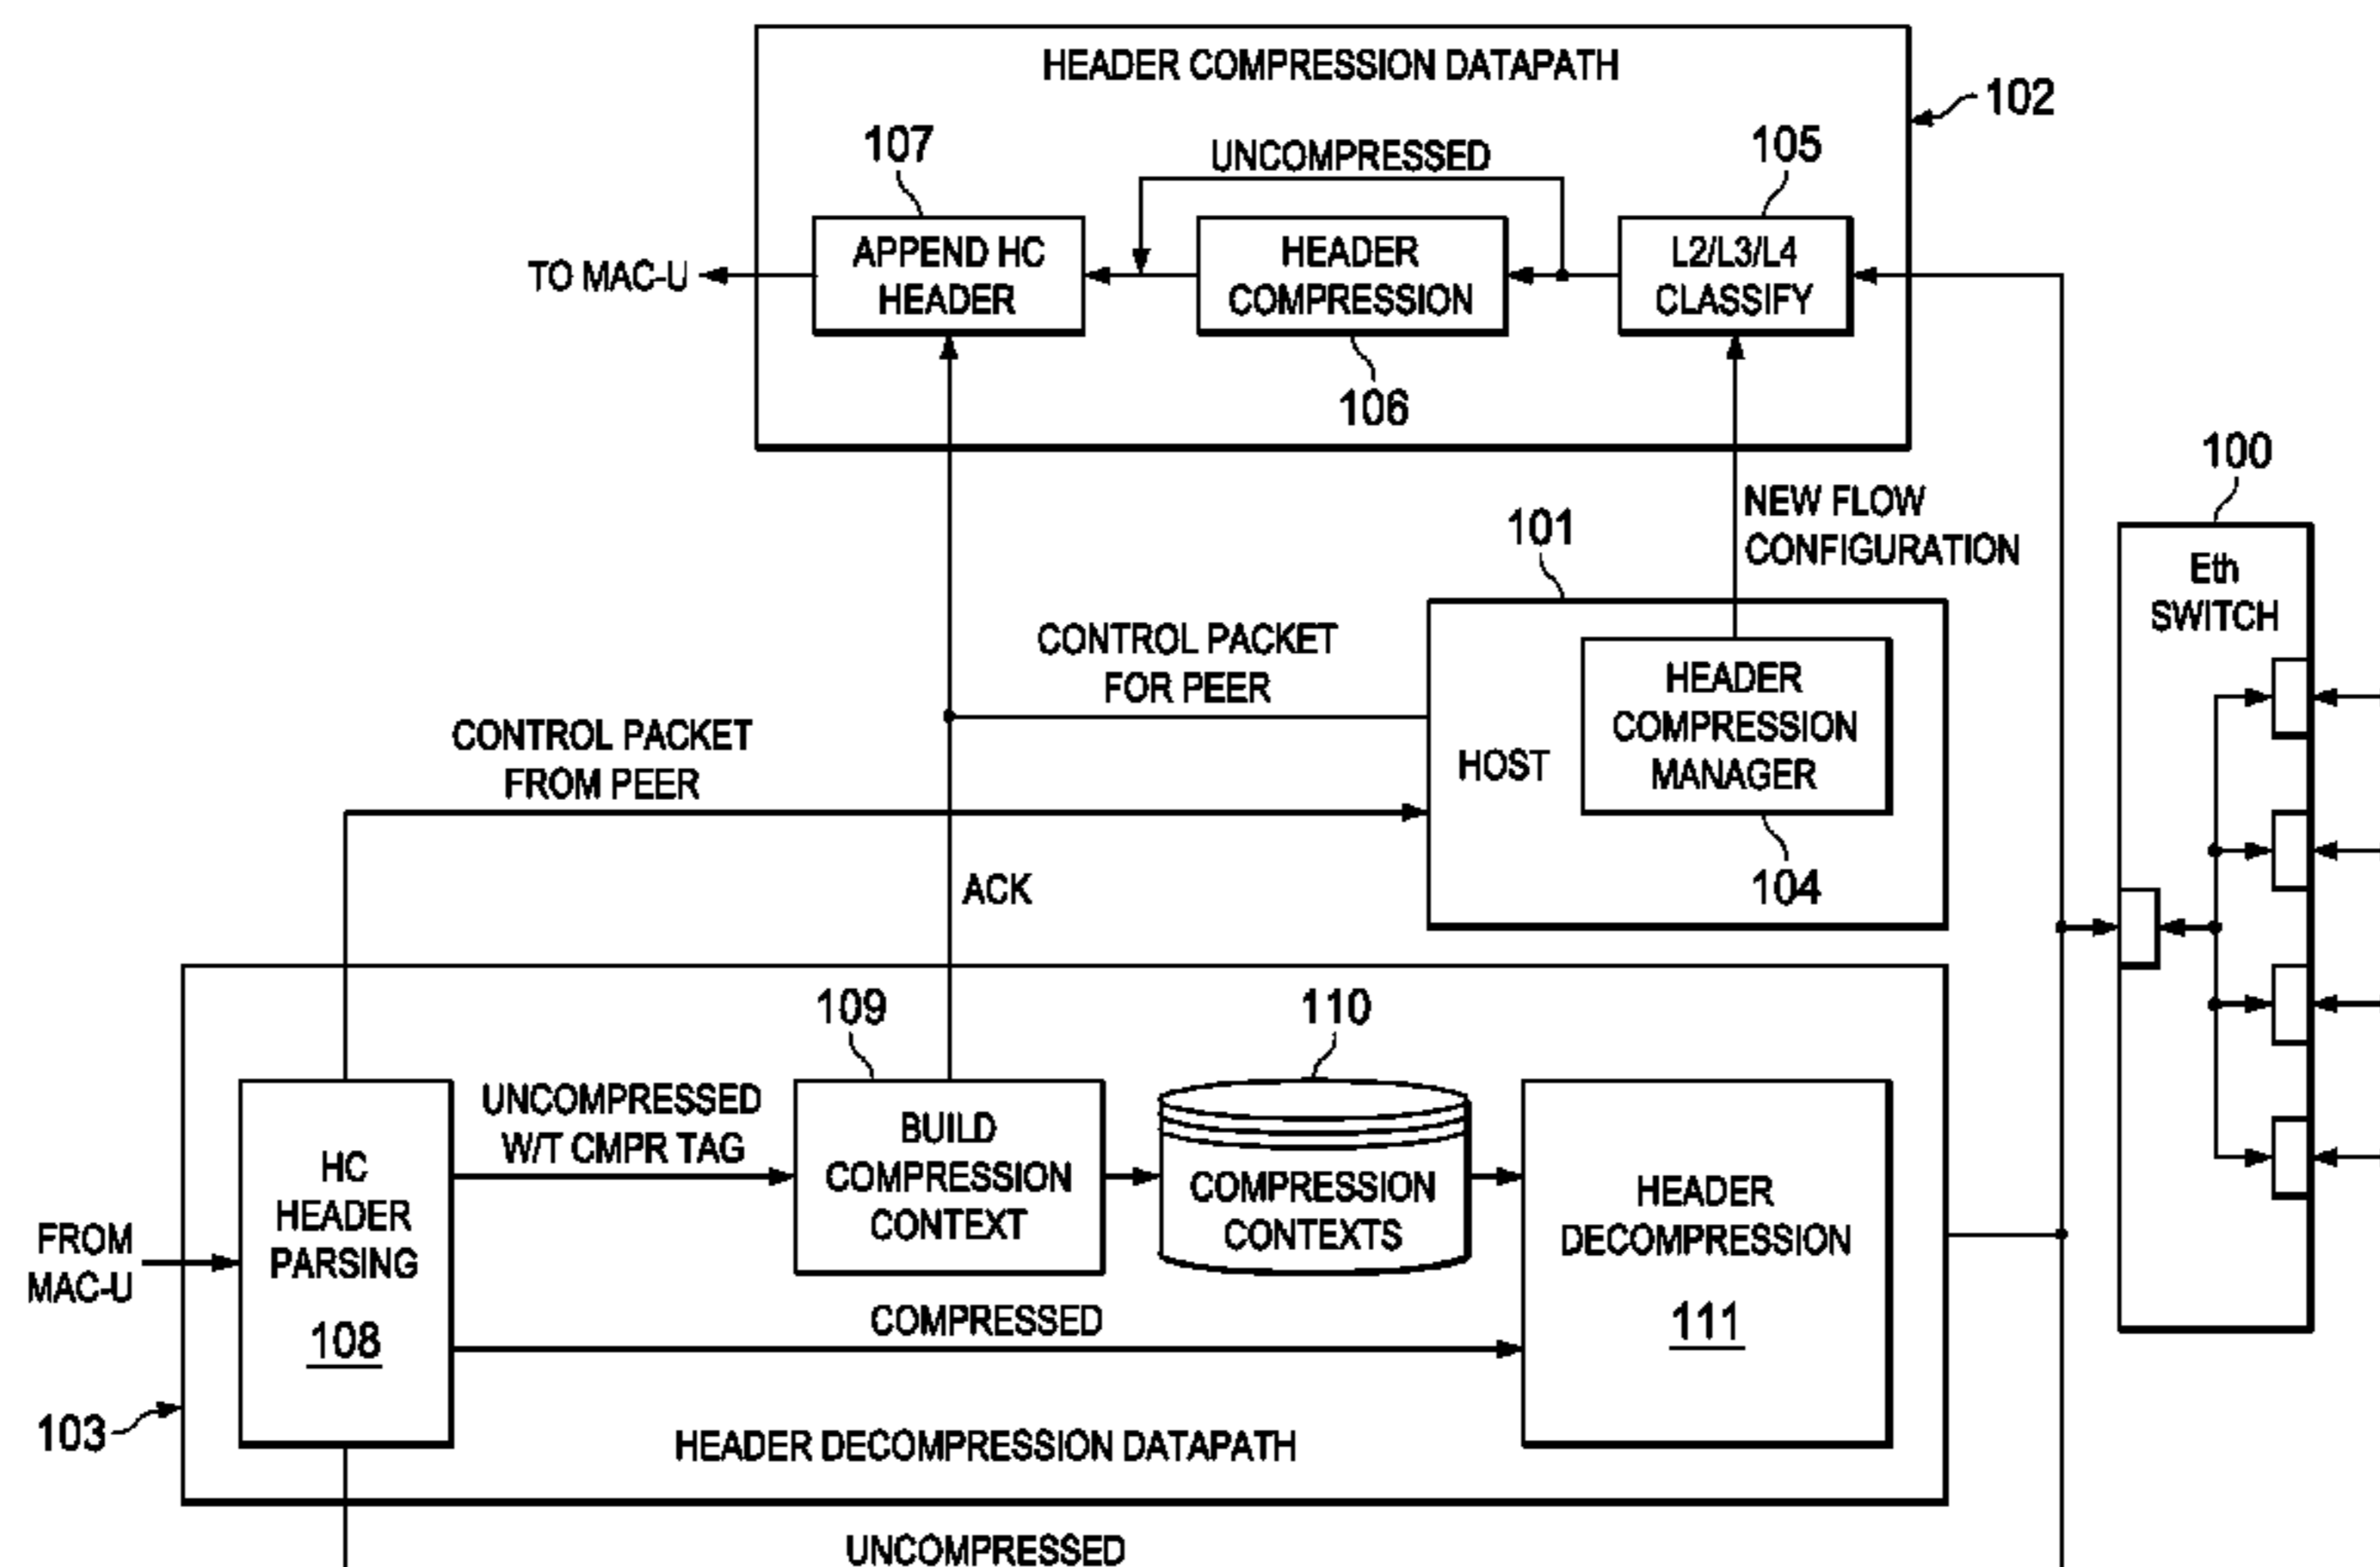 HEADER COMPRESSION DATAPATH
102
107
UNCOMPRESSED
105
TO MAC-U
APPEND HC
HEADER
HEADER
COMPRESSION
L2/L3/L4
CLASSIFY
106
100
NEW FLOW
CONFIGURATION
101
Eth
SWITCH
CONTROL PACKET
FOR PEER
HEADER
COMPRESSION
MANAGER
HOST
CONTROL PACKET
FROM PEER
104
ACK
109
110
UNCOMPRESSED
W/T CMPR TAG
BUILD
COMPRESSION
CONTEXT
COMPRESSION
CONTEXTS
HEADER
DECOMPRESSION
111
HC
HEADER
PARSING
108
FROM
MAC-U
COMPRESSED
103
HEADER DECOMPRESSION DATAPATH
UNCOMPRESSED